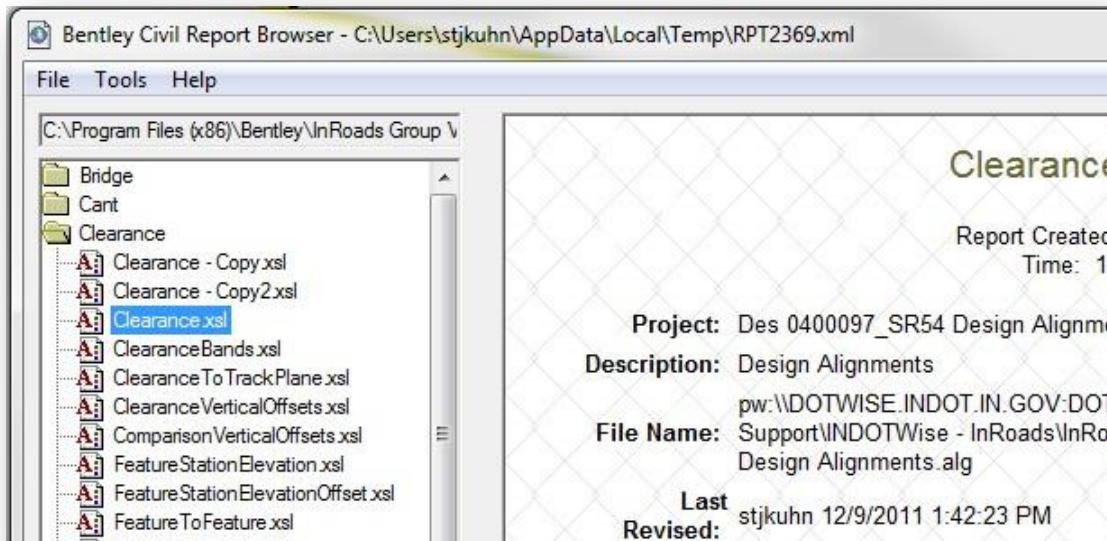 Bentley Civil Report Browser - C:\Users\stjkuhn\AppData\Local\Temp\RPT2369.xml
File Tools Help
C:\Program Files (x86)\Bentley\InRoads Group V
Bridge
Cant
Clearance
Clearance - Copy.xsl
Clearance - Copy2.xsl
Clearance.xsl
ClearanceBands.xsl
ClearanceToTrackPlane.xsl
ClearanceVerticalOffsets.xsl
ComparisonVerticalOffsets.xsl
FeatureStationElevation.xsl
FeatureStationElevationOffset.xsl
FeatureToFeature.xsl
Clearance
Report Created
Time: 1
Project: Des 0400097_SR54 Design Alignme
Description: Design Alignments
pw:\\DOTWISE.INDOT.IN.GOV:DOT
File Name: Support\INDOTWise - InRoads\InRo
Design Alignments.alg
Last
Revised: stjkuhn 12/9/2011 1:42:23 PM